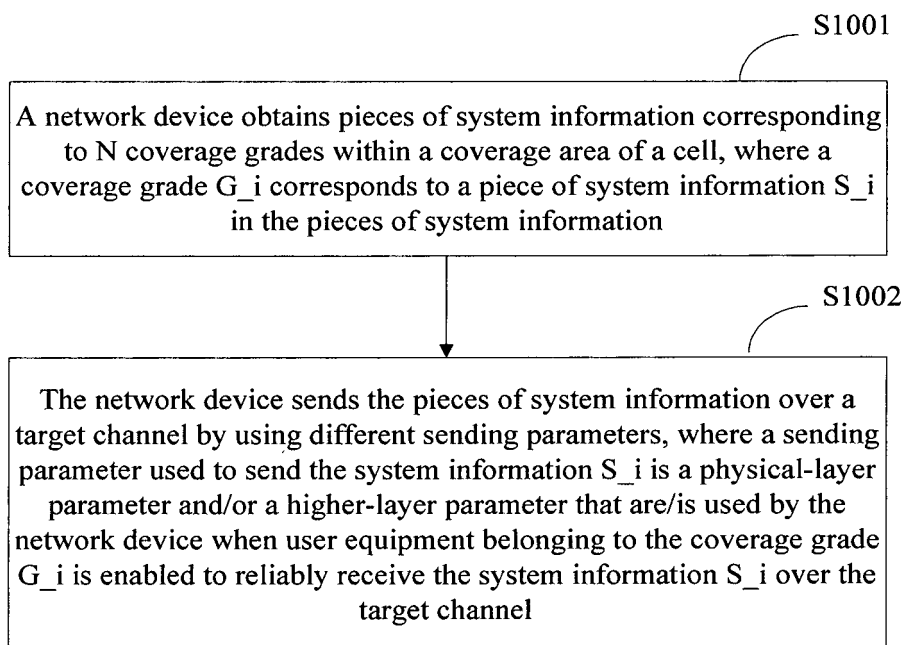 S1001
A network device obtains pieces of system information corresponding
to N coverage grades within a coverage area of a cell, where a
coverage grade G_i corresponds to a piece of system information S_i
in the pieces of system information
S1002
The network device sends the pieces of system information over a
target channel by using different sending parameters, where a
sending parameter used to send the system information S_i is a physical-layer
parameter and/or a higher-layer parameter that are/is used by the
network device when user equipment belonging to the coverage grade
G_i is enabled to reliably receive the system information S_i over the
target channel